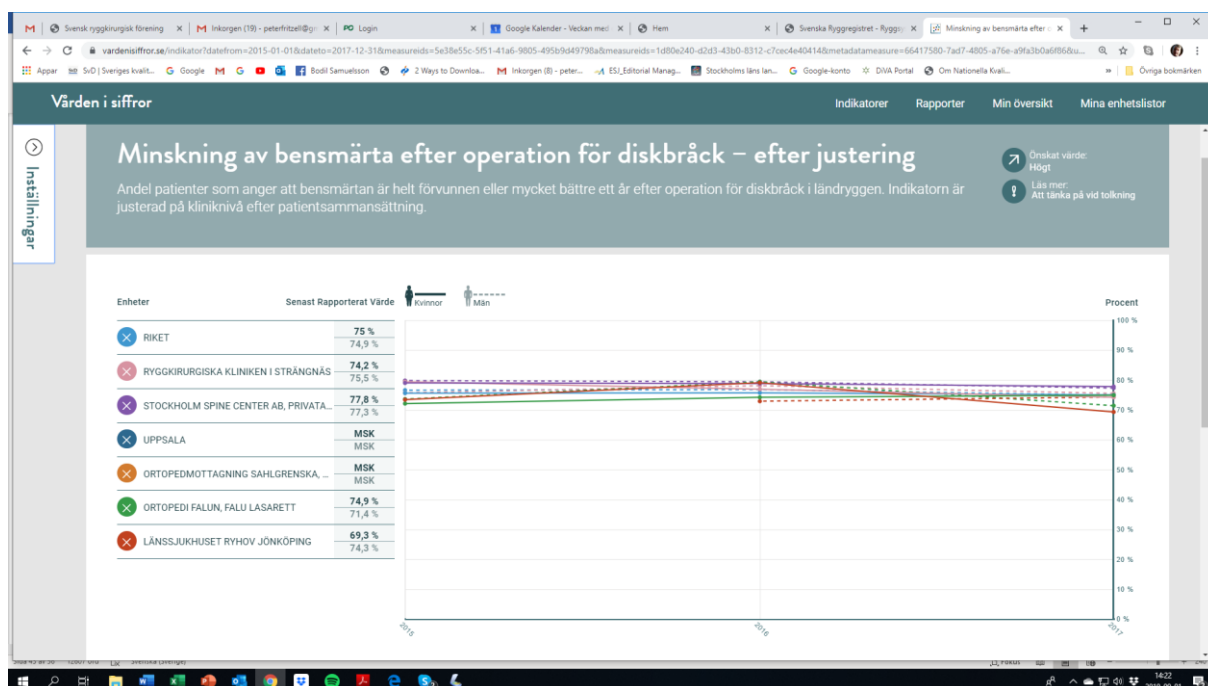 Svensk ryggkirurgisk förening
Inkorgen (19) - peterfritzell@gm
Login
Google Kalender - Veckan med
Hem
Svenska Ryggregistret - Ryggreg
Minskning av bensmärta efter o
vardenisiffror.se/indikator?datefrom=2015-01-01&dateto=2017-12-31&measureids=5e38e55c-5f51-41a6-9805-495b9d49798a&measureids=1d80e240-d2d3-43b0-8312-c7cec4e40414&metadatameasure=66417580-7ad7-4805-a76e-a9fa3b0a6f86&u...
Appar
SvD | Sveriges kvalit...
Google
Bodil Samuelsson
2 Ways to Downloa...
Inkorgen (8) - peter...
ESJ_Editorial Manag...
Stockholms läns lan...
Google-konto
DiVA Portal
Om Nationella Kvali...
»
Övriga bokmärken
Vården i siffror
Indikatorer
Rapporter
Min översikt
Mina enhetslistor
Inställningar
Minskning av bensmärta efter operation för diskbråck – efter justering
Andel patienter som anger att bensmärtan är helt förvunnen eller mycket bättre ett år efter operation för diskbråck i ländryggen. Indikatorn är
justerad på kliniknivå efter patientsammansättning.
Önskat värde:
Högt
Läs mer:
Att tänka på vid tolkning
Enheter
Senast Rapporterat Värde
Kvinnor
Män
Procent
RIKET
75 %
74,9 %
RYGGKIRURGISKA KLINIKEN I STRÄNGNÄS
74,2 %
75,5 %
STOCKHOLM SPINE CENTER AB, PRIVATA...
77,8 %
77,3 %
UPPSALA
MSK
MSK
ORTOPEDMOTTAGNING SAHLGRENSKA, ...
MSK
MSK
ORTOPEDI FALUN, FALU LASARETT
74,9 %
71,4 %
LÄNSSJUKHUSET RYHOV JÖNKÖPING
69,3 %
74,3 %
100 %
90 %
80 %
70 %
60 %
50 %
40 %
30 %
20 %
10 %
0 %
2015
2016
2017
Svenska (Sverige)
Fokus
14:22